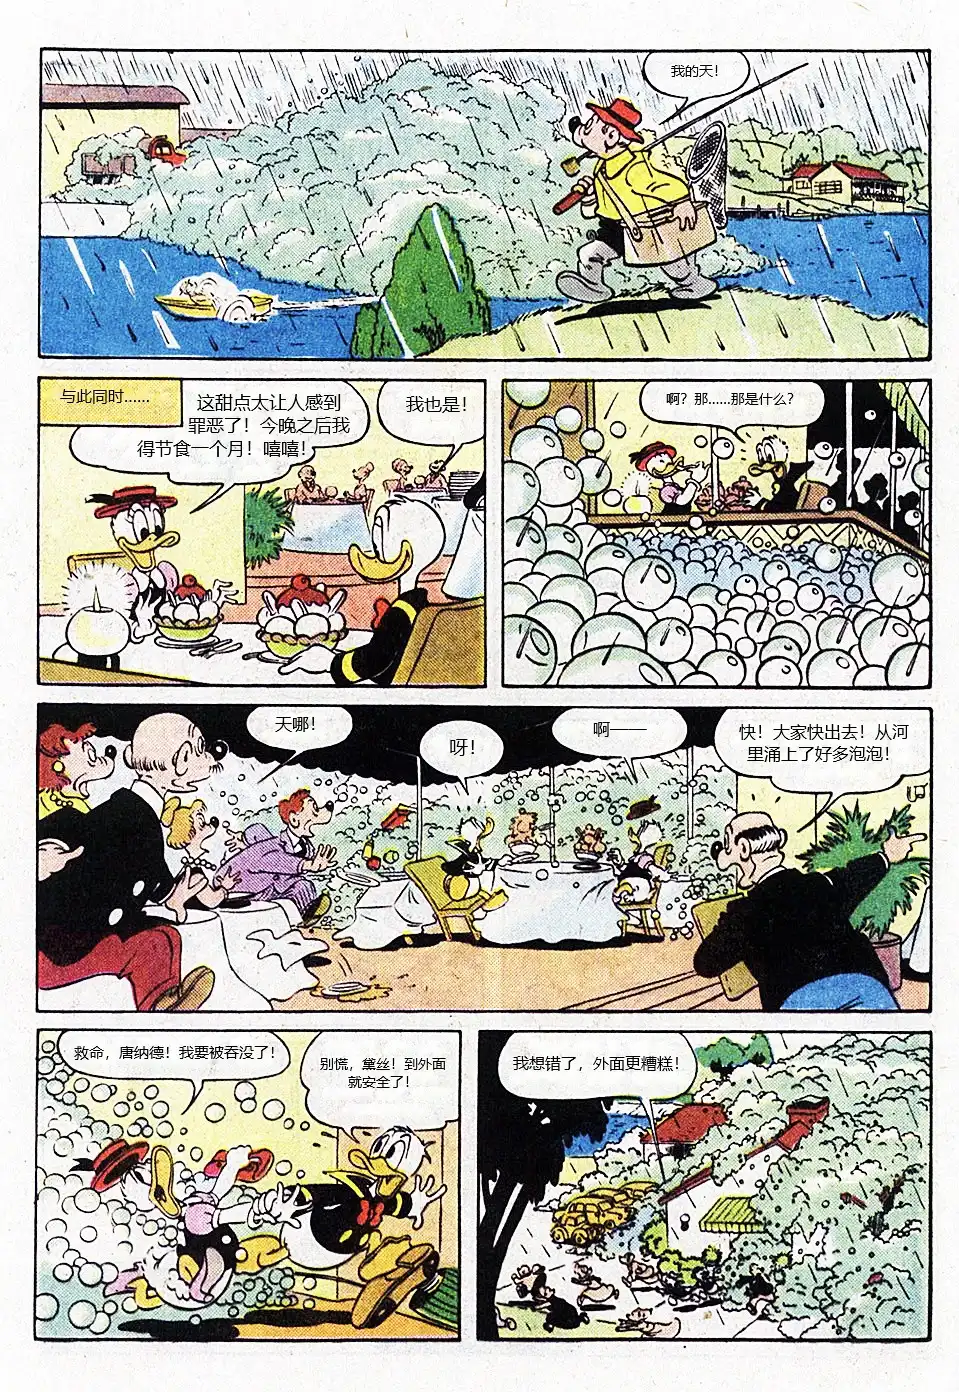 我的天！
与此同时……
这甜点太让人感到
罪恶了！今晚之后我
得节食一个月！嘻嘻！
我也是！
啊？那……那是什么？
天哪！
呀！
啊——
快！大家快出去！从河
里涌上了好多泡泡！
救命，唐纳德！我要被吞没了！
别慌，黛丝！到外面
就安全了！
我想错了，外面更糟糕！